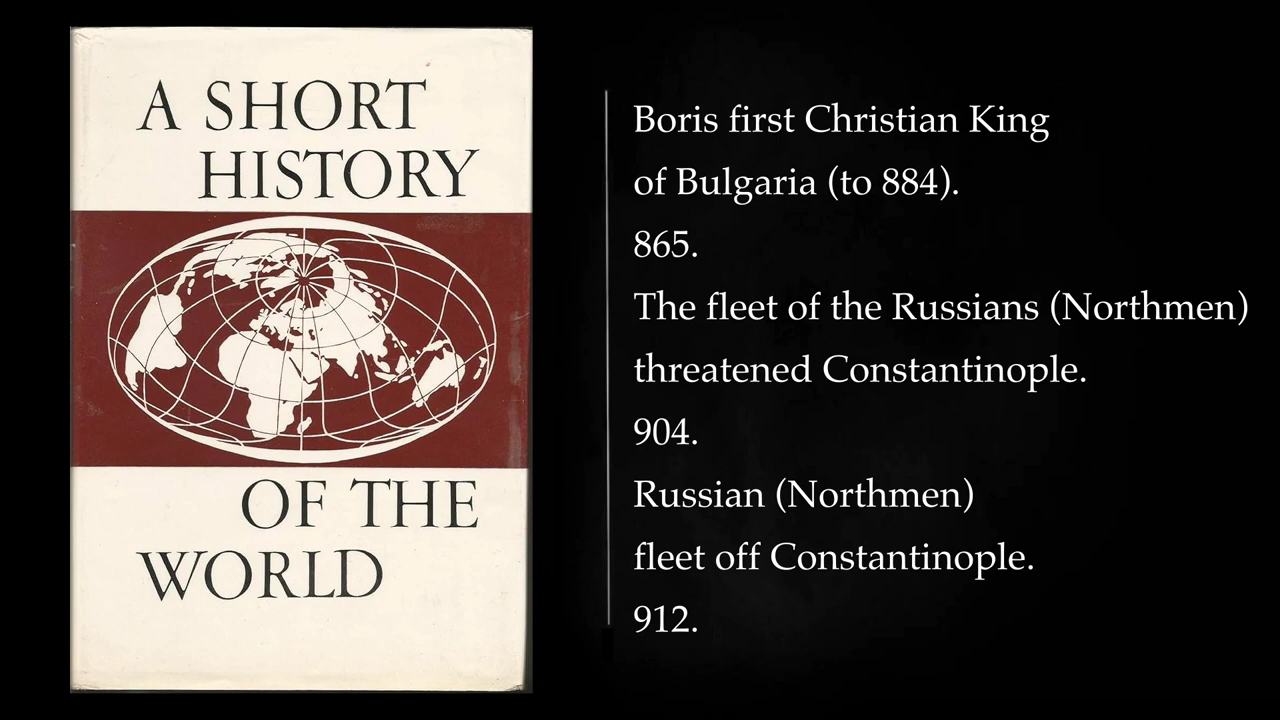 A SHORT
HISTORY
OF THE
WORLD
Boris first Christian King
of Bulgaria (to 884).
865.
The fleet of the Russians (Northmen)
threatened Constantinople.
904.
Russian (Northmen)
fleet off Constantinople.
912.